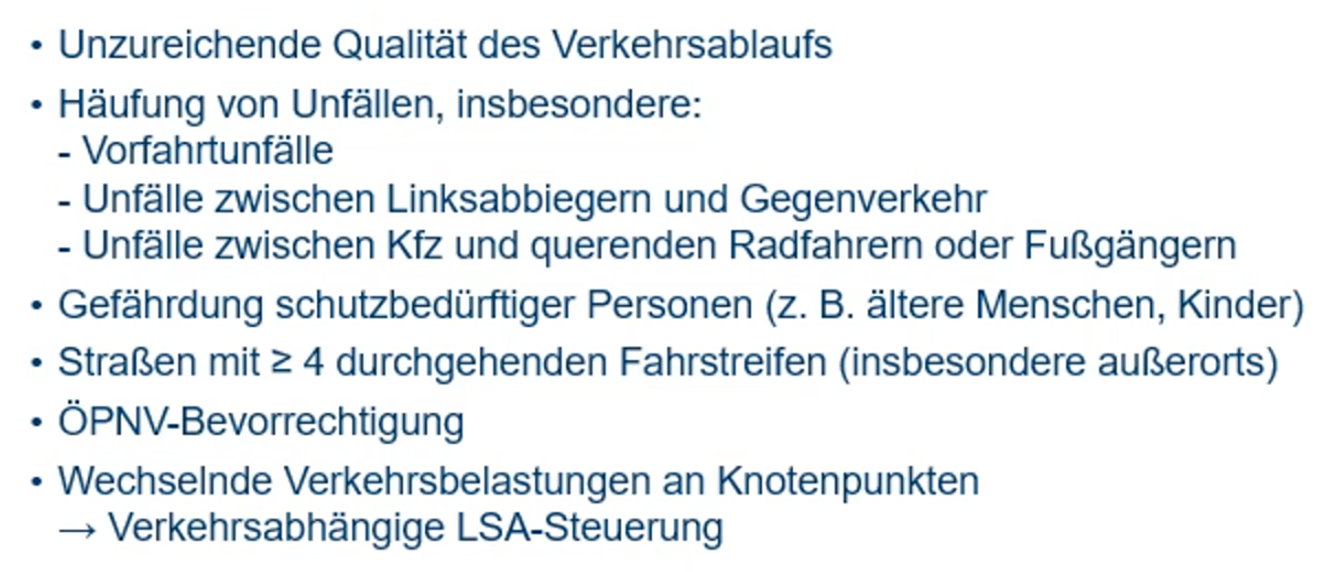 • Unzureichende Qualität des Verkehrsablaufs
• Häufung von Unfällen, insbesondere:
- Vorfahrtunfälle
- Unfälle zwischen Linksabbiegern und Gegenverkehr
- Unfälle zwischen Kfz und querenden Radfahrern oder Fußgängern
• Gefährdung schutzbedürftiger Personen (z. B. ältere Menschen, Kinder)
• Straßen mit ≥ 4 durchgehenden Fahrstreifen (insbesondere außerorts)
• ÖPNV-Bevorrechtigung
• Wechselnde Verkehrsbelastungen an Knotenpunkten
→ Verkehrsabhängige LSA-Steuerung